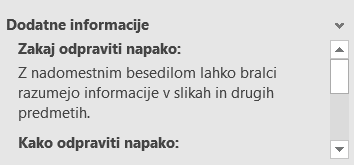 Dodatne informacije
Zakaj odpraviti napako:
Z nadomestnim besedilom lahko bralci
razumejo informacije v slikah in drugih
predmetih.
Kako odpraviti napako: